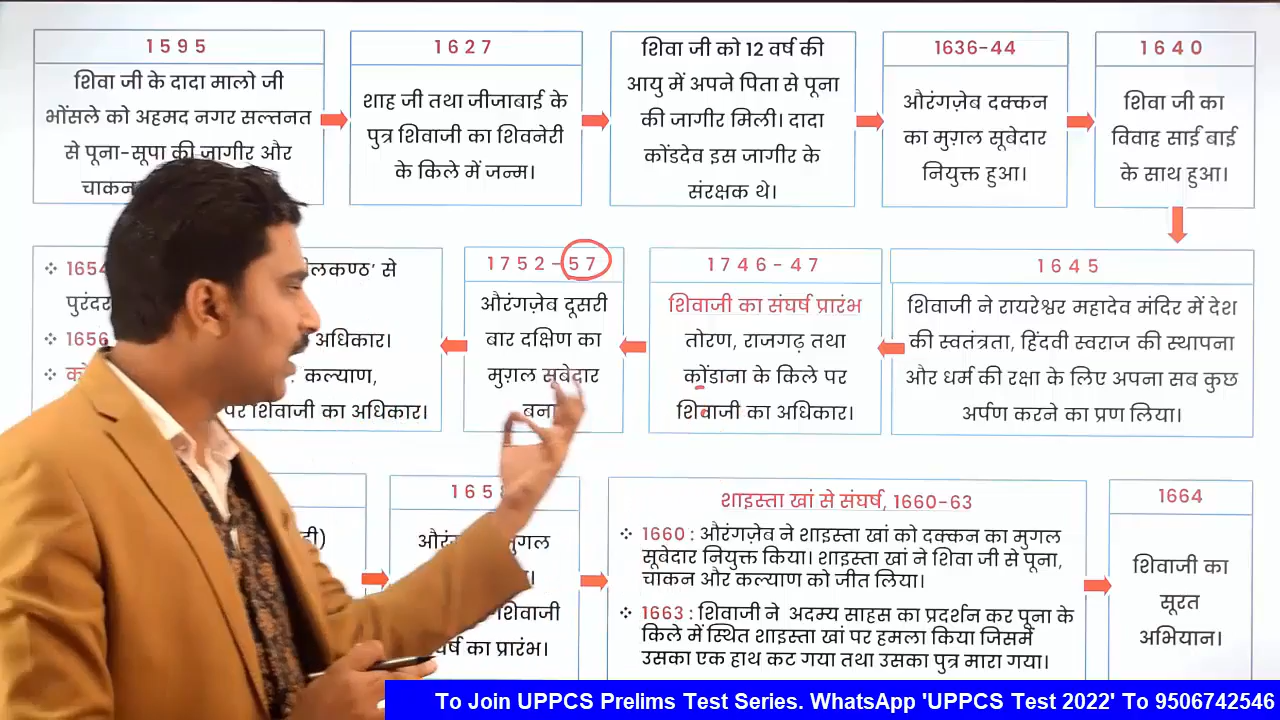 1595
शिवा जी के दादा मालो जी
भोंसले को अहमद नगर सल्तनत
से पूना-सूपा की जागीर और
चाकन
1627
शाह जी तथा जीजाबाई के
पुत्र शिवाजी का शिवनेरी
के किले में जन्म।
शिवा जी को 12 वर्ष की
आयु में अपने पिता से पूना
की जागीर मिली। दादा
कोंडदेव इस जागीर के
संरक्षक थे।
1636-44
औरंगज़ेब दक्कन
का मुग़ल सूबेदार
नियुक्त हुआ।
1640
शिवा जी का
विवाह साई बाई
के साथ हुआ।
1645
शिवाजी ने रायरेश्वर महादेव मंदिर में देश
की स्वतंत्रता, हिंदवी स्वराज की स्थापना
और धर्म की रक्षा के लिए अपना सब कुछ
अर्पण करने का प्रण लिया।
1746-47
शिवाजी का संघर्ष प्रारंभ
तोरण, राजगढ़ तथा
कोंडाना के किले पर
शिवाजी का अधिकार।
1752-57
औरंगज़ेब दूसरी
बार दक्षिण का
मुग़ल सूबेदार
बना
❖ 1654 से
पुरंदर
❖ 1656 अधिकार।
❖ कल्याण,
पर शिवाजी का अधिकार।
165
शिवाजी
का प्रारंभ।
शाइस्ता खां से संघर्ष, 1660-63
❖ 1660 : औरंगज़ेब ने शाइस्ता खां को दक्कन का मुगल
सूबेदार नियुक्त किया। शाइस्ता खां ने शिवा जी से पूना,
चाकन और कल्याण को जीत लिया।
❖ 1663 : शिवाजी ने अदम्य साहस का प्रदर्शन कर पूना के
किले में स्थित शाइस्ता खां पर हमला किया जिसमें
उसका एक हाथ कट गया तथा उसका पुत्र मारा गया।
1664
शिवाजी का
सूरत
अभियान।
To Join UPPCS Prelims Test Series. WhatsApp 'UPPCS Test 2022' To 9506742546